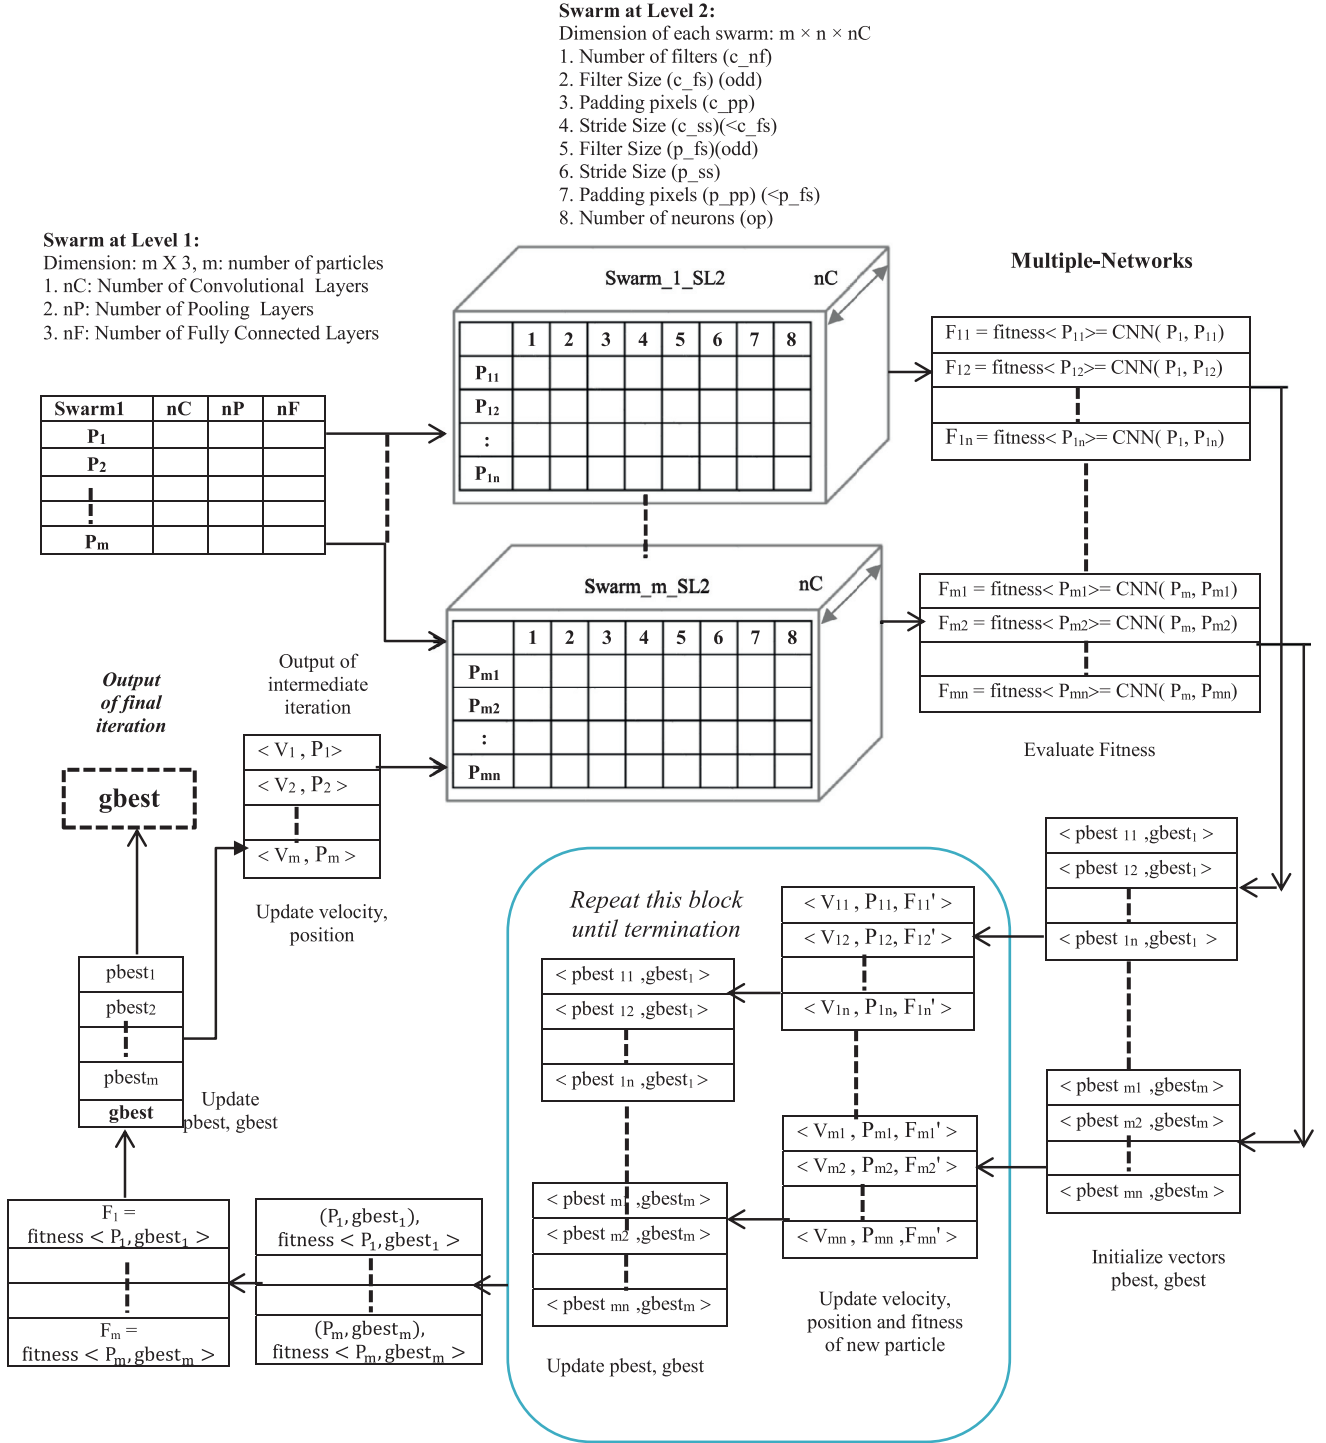 Swarm at Level 2:
Dimension of each swarm: m × n × nC
1. Number of filters (c_nf)
2. Filter Size (c_fs) (odd)
3. Padding pixels (c_pp)
4. Stride Size (c_ss)(<c_fs)
5. Filter Size (p_fs)(odd)
6. Stride Size (p_ss)
7. Padding pixels (p_pp) (<p_fs)
8. Number of neurons (op)
Swarm at Level 1:
Dimension: m X 3, m: number of particles
1. nC: Number of Convolutional Layers
2. nP: Number of Pooling Layers
3. nF: Number of Fully Connected Layers
Swarm1 nC nP nF
P1
P2
Pm
Swarm_1_SL2
nC
1 2 3 4 5 6 7 8
P11
P12
:
P1n
Swarm_m_SL2
nC
1 2 3 4 5 6 7 8
Pm1
Pm2
:
Pmn
Multiple-Networks
F11 = fitness< P11>= CNN( P1, P11)
F12 = fitness< P12>= CNN( P1, P12)
F1n = fitness< P1n>= CNN( P1, P1n)
Fm1 = fitness< Pm1>= CNN( Pm, Pm1)
Fm2 = fitness< Pm2>= CNN( Pm, Pm2)
Fmn = fitness< Pmn>= CNN( Pm, Pmn)
Evaluate Fitness
< pbest 11 ,gbest1 >
< pbest 12 ,gbest1 >
< pbest 1n ,gbest1 >
< pbest m1 ,gbestm >
< pbest m2 ,gbestm >
< pbest mn ,gbestm >
Initialize vectors
pbest, gbest
Repeat this block
until termination
< V11 , P11, F11' >
< V12 , P12, F12' >
< V1n , P1n, F1n' >
< Vm1 , Pm1, Fm1' >
< Vm2 , Pm2, Fm2' >
< Vmn , Pmn ,Fmn' >
Update velocity,
position and fitness
of new particle
< pbest 11 ,gbest1 >
< pbest 12 ,gbest1 >
< pbest 1n ,gbest1 >
< pbest m1 ,gbestm >
< pbest m2 ,gbestm >
< pbest mn ,gbestm >
Update pbest, gbest
(P1, gbest1),
fitness < P1, gbest1 >
(Pm, gbestm),
fitness < Pm, gbestm >
F1 =
fitness < P1, gbest1 >
Fm =
fitness < Pm, gbestm >
pbest1
pbest2
pbestm
gbest
Update
pbest, gbest
Output
of final
iteration
gbest
Output of
intermediate
iteration
< V1 , P1>
< V2 , P2 >
< Vm , Pm >
Update velocity,
position